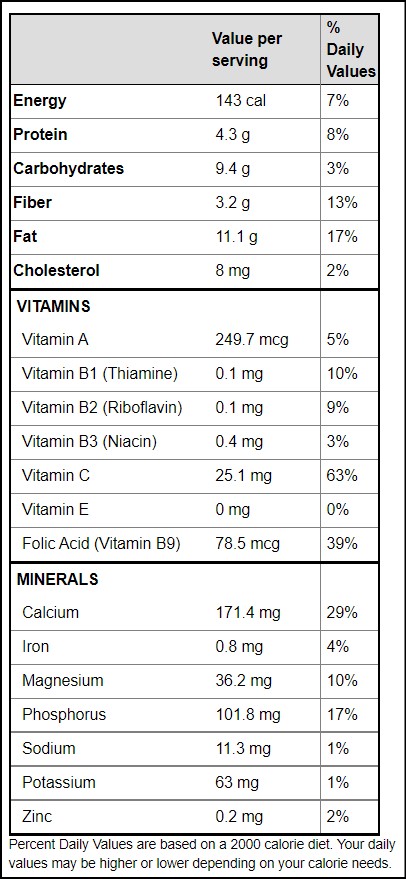 Value per serving % Daily Values
Energy 143 cal 7%
Protein 4.3 g 8%
Carbohydrates 9.4 g 3%
Fiber 3.2 g 13%
Fat 11.1 g 17%
Cholesterol 8 mg 2%
VITAMINS
Vitamin A 249.7 mcg 5%
Vitamin B1 (Thiamine) 0.1 mg 10%
Vitamin B2 (Riboflavin) 0.1 mg 9%
Vitamin B3 (Niacin) 0.4 mg 3%
Vitamin C 25.1 mg 63%
Vitamin E 0 mg 0%
Folic Acid (Vitamin B9) 78.5 mcg 39%
MINERALS
Calcium 171.4 mg 29%
Iron 0.8 mg 4%
Magnesium 36.2 mg 10%
Phosphorus 101.8 mg 17%
Sodium 11.3 mg 1%
Potassium 63 mg 1%
Zinc 0.2 mg 2%
Percent Daily Values are based on a 2000 calorie diet. Your daily
values may be higher or lower depending on your calorie needs.